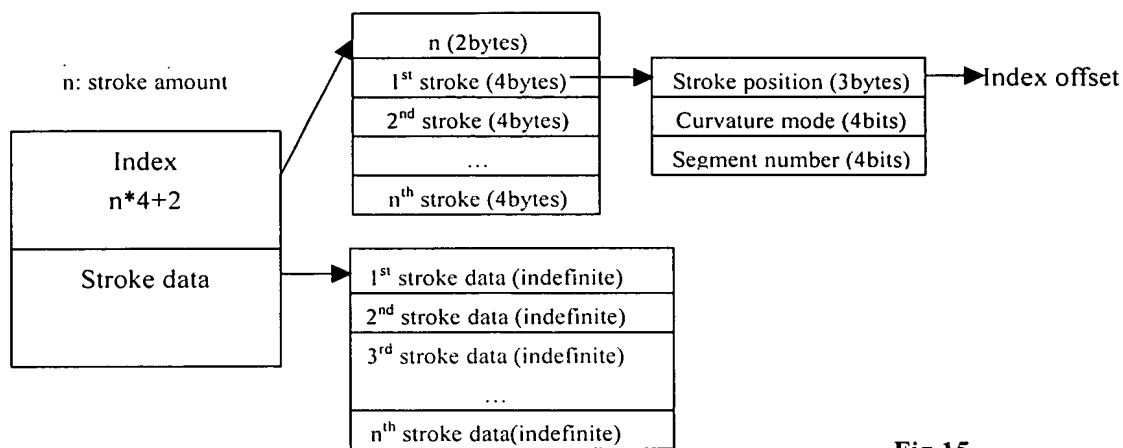 n: stroke amount
Index
n*4+2
Stroke data
n (2bytes)
1st stroke (4bytes)
2nd stroke (4bytes)
...
nth stroke (4bytes)
Stroke position (3bytes)
Curvature mode (4bits)
Segment number (4bits)
Index offset
1st stroke data (indefinite)
2nd stroke data (indefinite)
3rd stroke data (indefinite)
...
nth stroke data(indefinite)
Fig 15